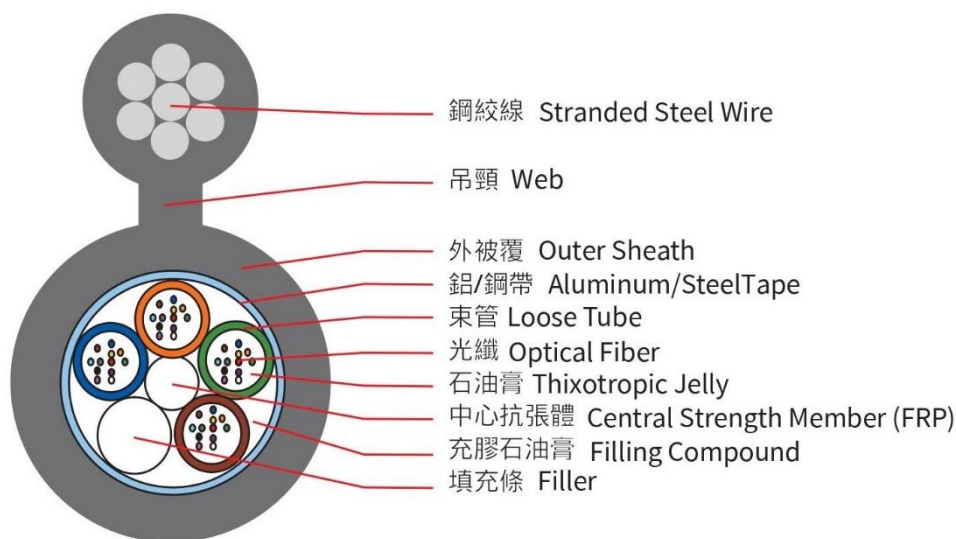 鋼絞線 Stranded Steel Wire
吊頸 Web
外被覆 Outer Sheath
鋁/鋼帶 Aluminum/SteelTape
束管 Loose Tube
光纖 Optical Fiber
石油膏 Thixotropic Jelly
中心抗張體 Central Strength Member (FRP)
充膠石油膏 Filling Compound
填充條 Filler